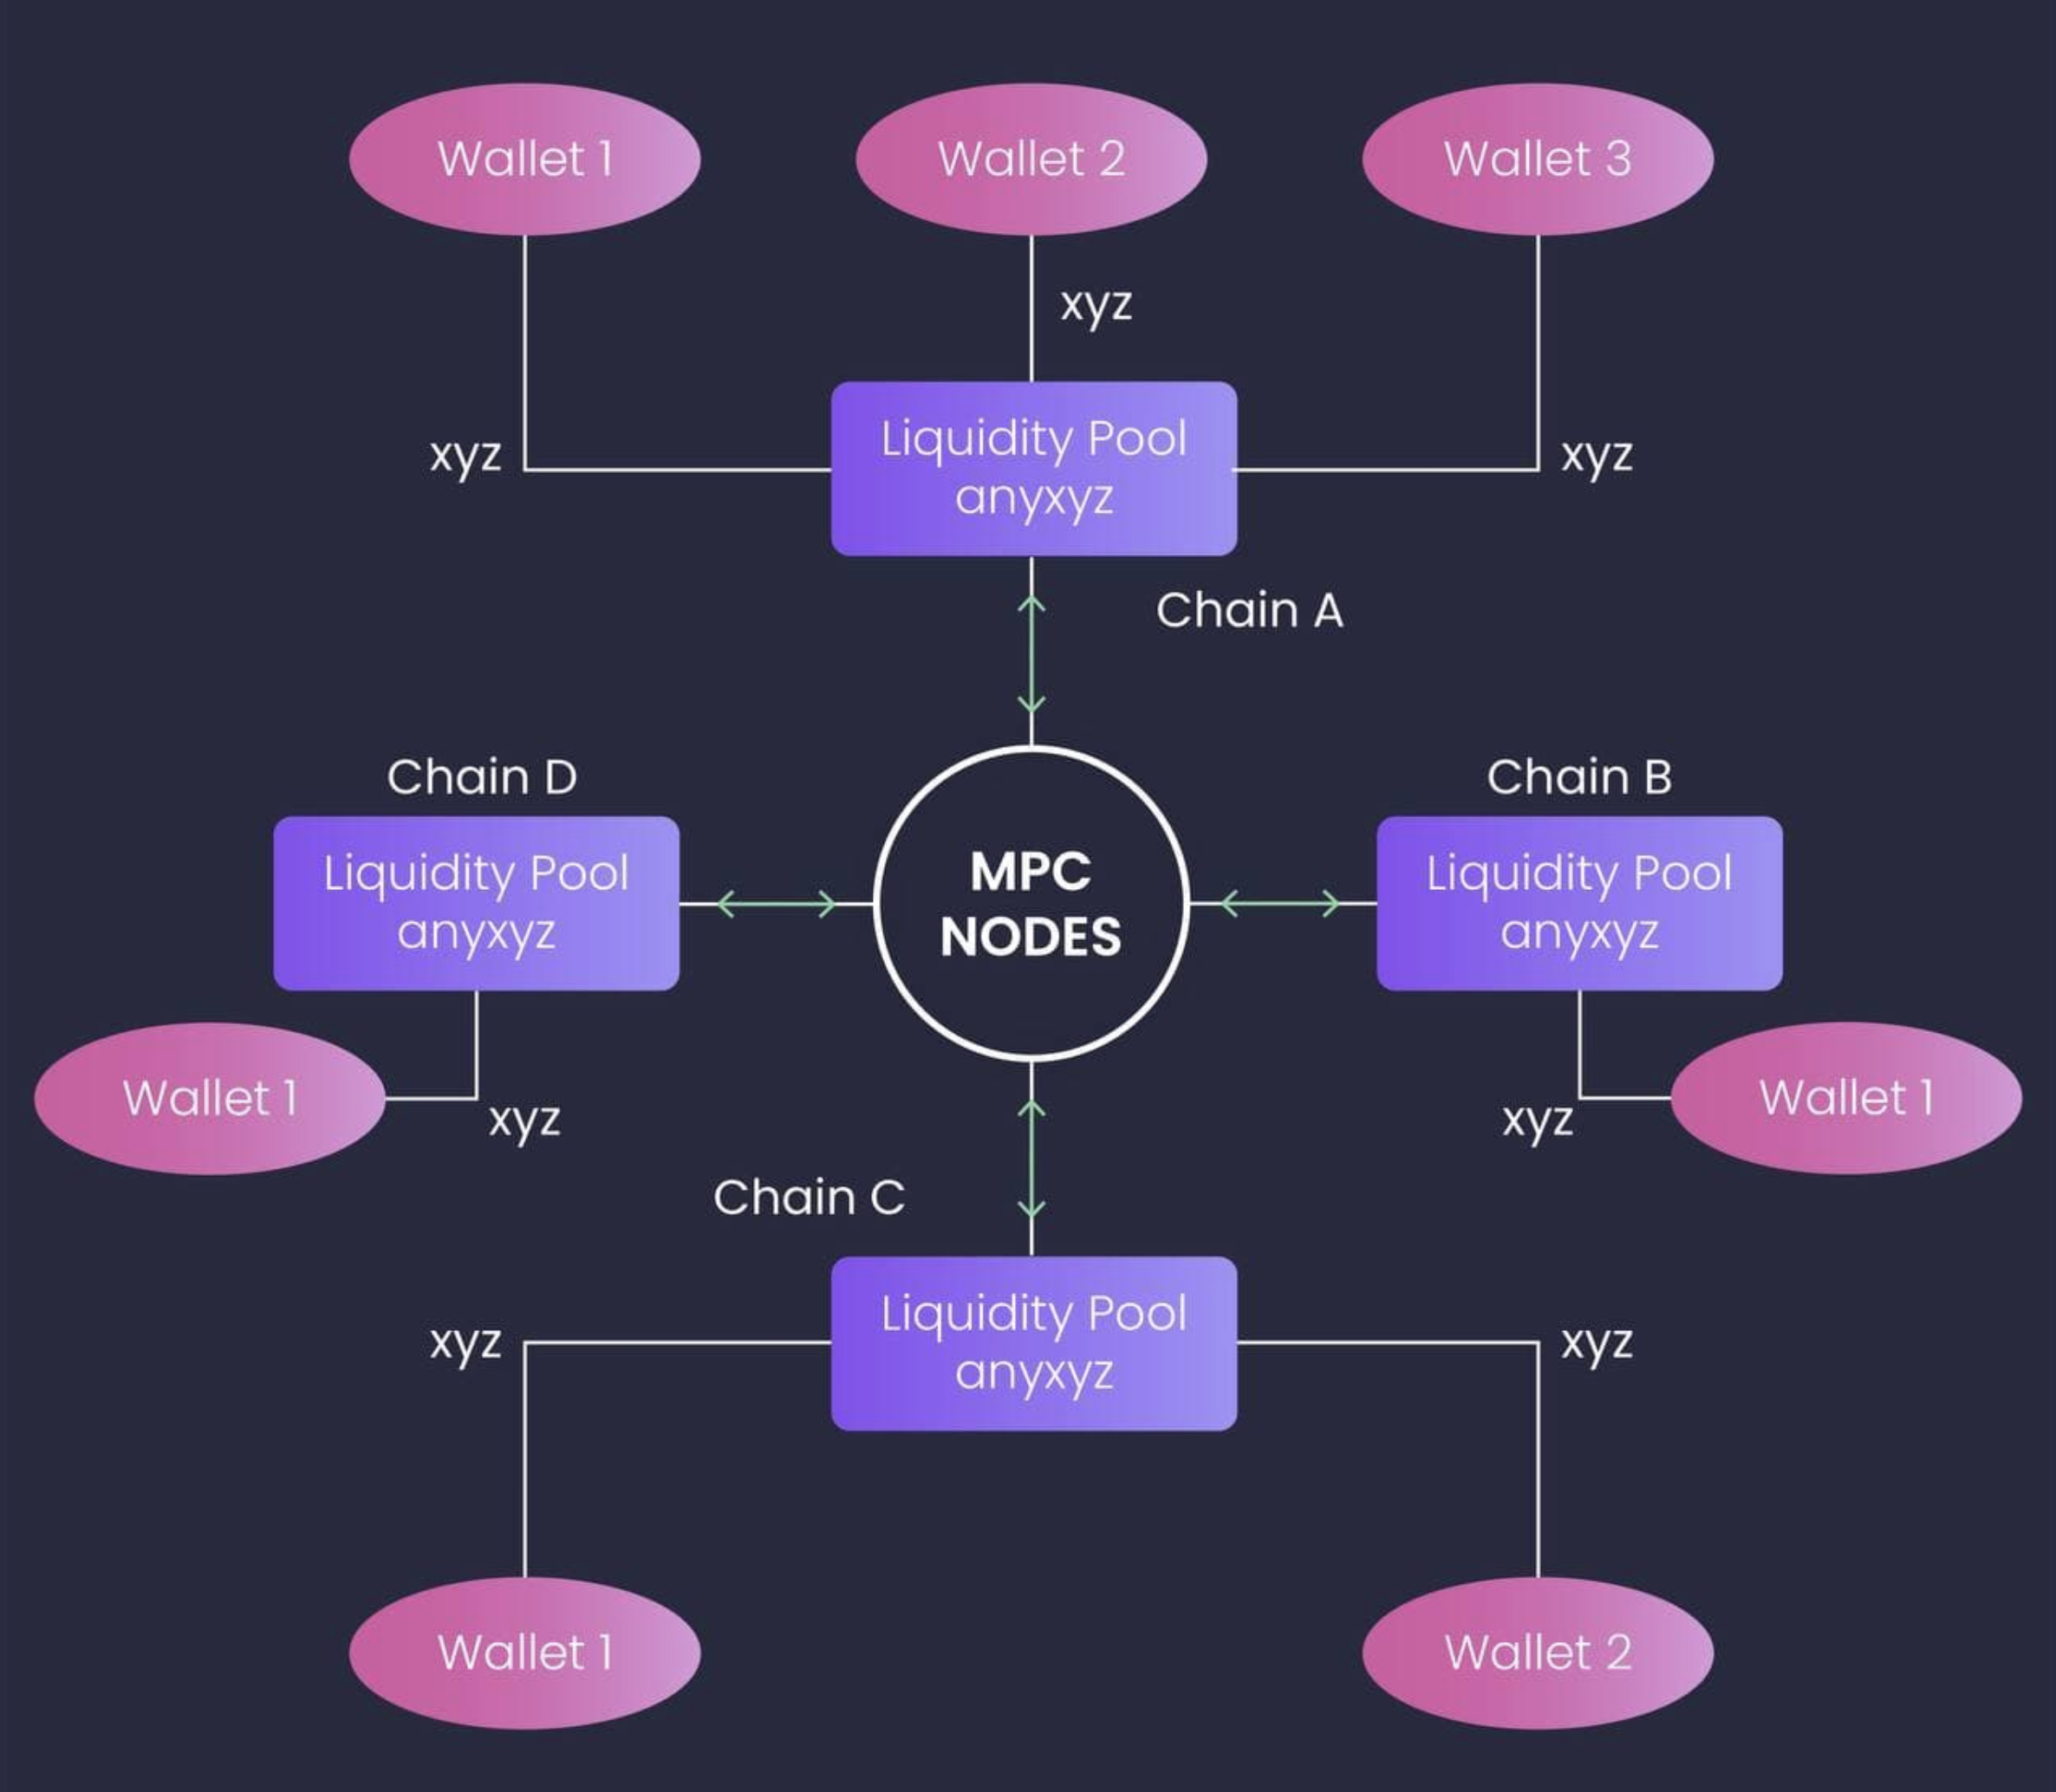 Wallet 1
Wallet 2
Wallet 3
xyz
xyz
Liquidity Pool
anyxyz
xyz
Chain A
Chain D
Chain B
Liquidity Pool
anyxyz
MPC
NODES
Liquidity Pool
anyxyz
Wallet 1
xyz
xyz
Wallet 1
Chain C
xyz
Liquidity Pool
anyxyz
xyz
Wallet 1
Wallet 2